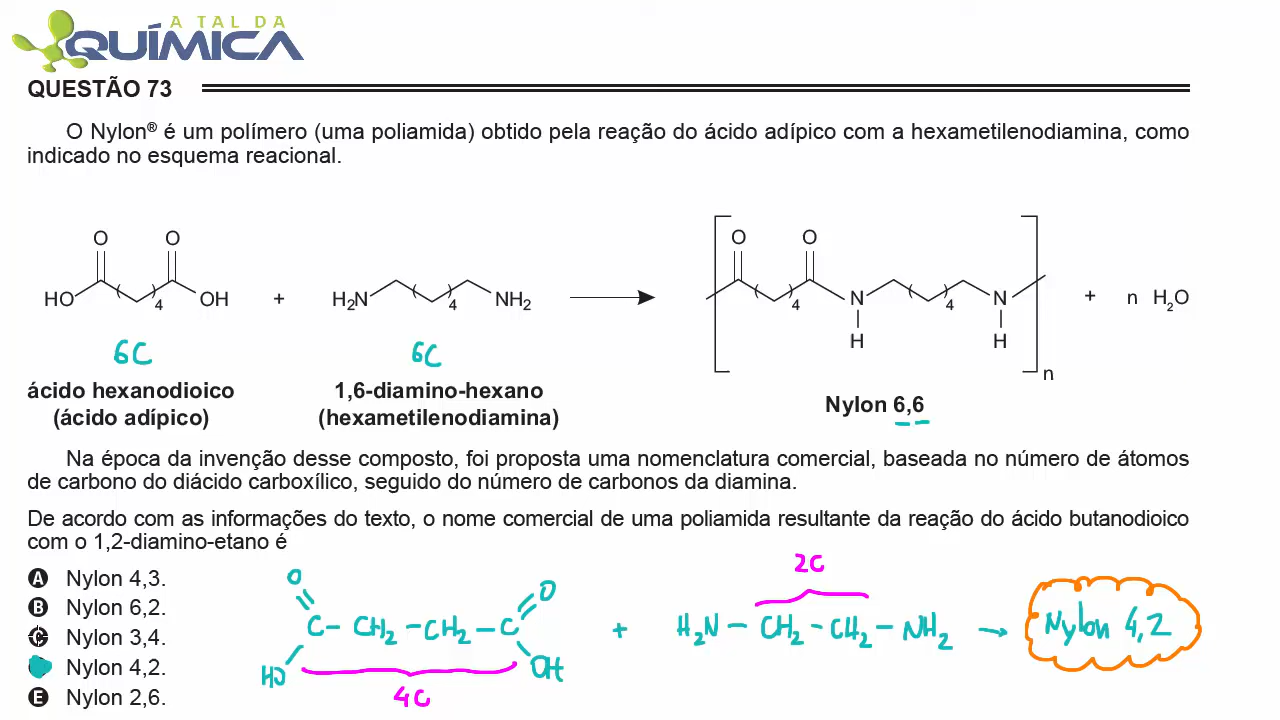 A TAL DA
QUÍMICA
QUESTÃO 73
O Nylon® é um polímero (uma poliamida) obtido pela reação do ácido adípico com a hexametilenodiamina, como
indicado no esquema reacional.
O O O O
HO 4 OH + H₂N 4 NH₂ 4 N 4 N + n H₂O
H H
n
6C 6C
ácido hexanodioico 1,6-diamino-hexano
(ácido adípico) (hexametilenodiamina)
Nylon 6,6
Na época da invenção desse composto, foi proposta uma nomenclatura comercial, baseada no número de átomos
de carbono do diácido carboxílico, seguido do número de carbonos da diamina.
De acordo com as informações do texto, o nome comercial de uma poliamida resultante da reação do ácido butanodioico
com o 1,2-diamino-etano é
A Nylon 4,3.
B Nylon 6,2.
C Nylon 3,4.
Nylon 4,2.
E Nylon 2,6.
2C
O O
C – CH₂ – CH₂ – C + H₂N – CH₂ – CH₂ – NH₂ → Nylon 4,2
HO OH
4C